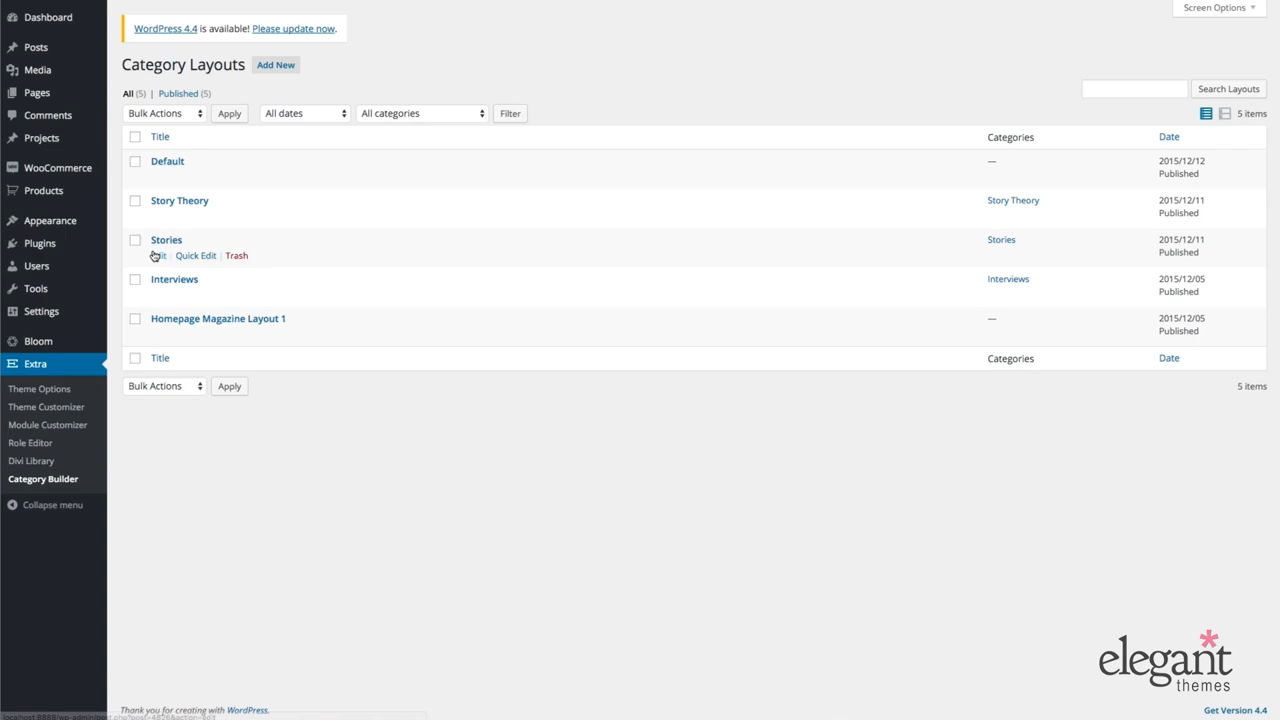 Dashboard
Posts
Media
Pages
Comments
Projects
WooCommerce
Products
Appearance
Plugins
Users
Tools
Settings
Bloom
Extra
Theme Options
Theme Customizer
Module Customizer
Role Editor
Divi Library
Category Builder
Collapse menu
Screen Options
WordPress 4.4 is available! Please update now.
Category Layouts Add New
All (5) | Published (5)
Search Layouts
Bulk Actions Apply All dates All categories Filter 5 items
Title Categories Date
Default — 2015/12/12
Published
Story Theory Story Theory 2015/12/11
Published
Stories Stories 2015/12/11
| Quick Edit | Trash Published
Interviews Interviews 2015/12/05
Published
Homepage Magazine Layout 1 — 2015/12/05
Published
Title Categories Date
Bulk Actions Apply 5 items
elegant
themes
Thank you for creating with WordPress. Get Version 4.4